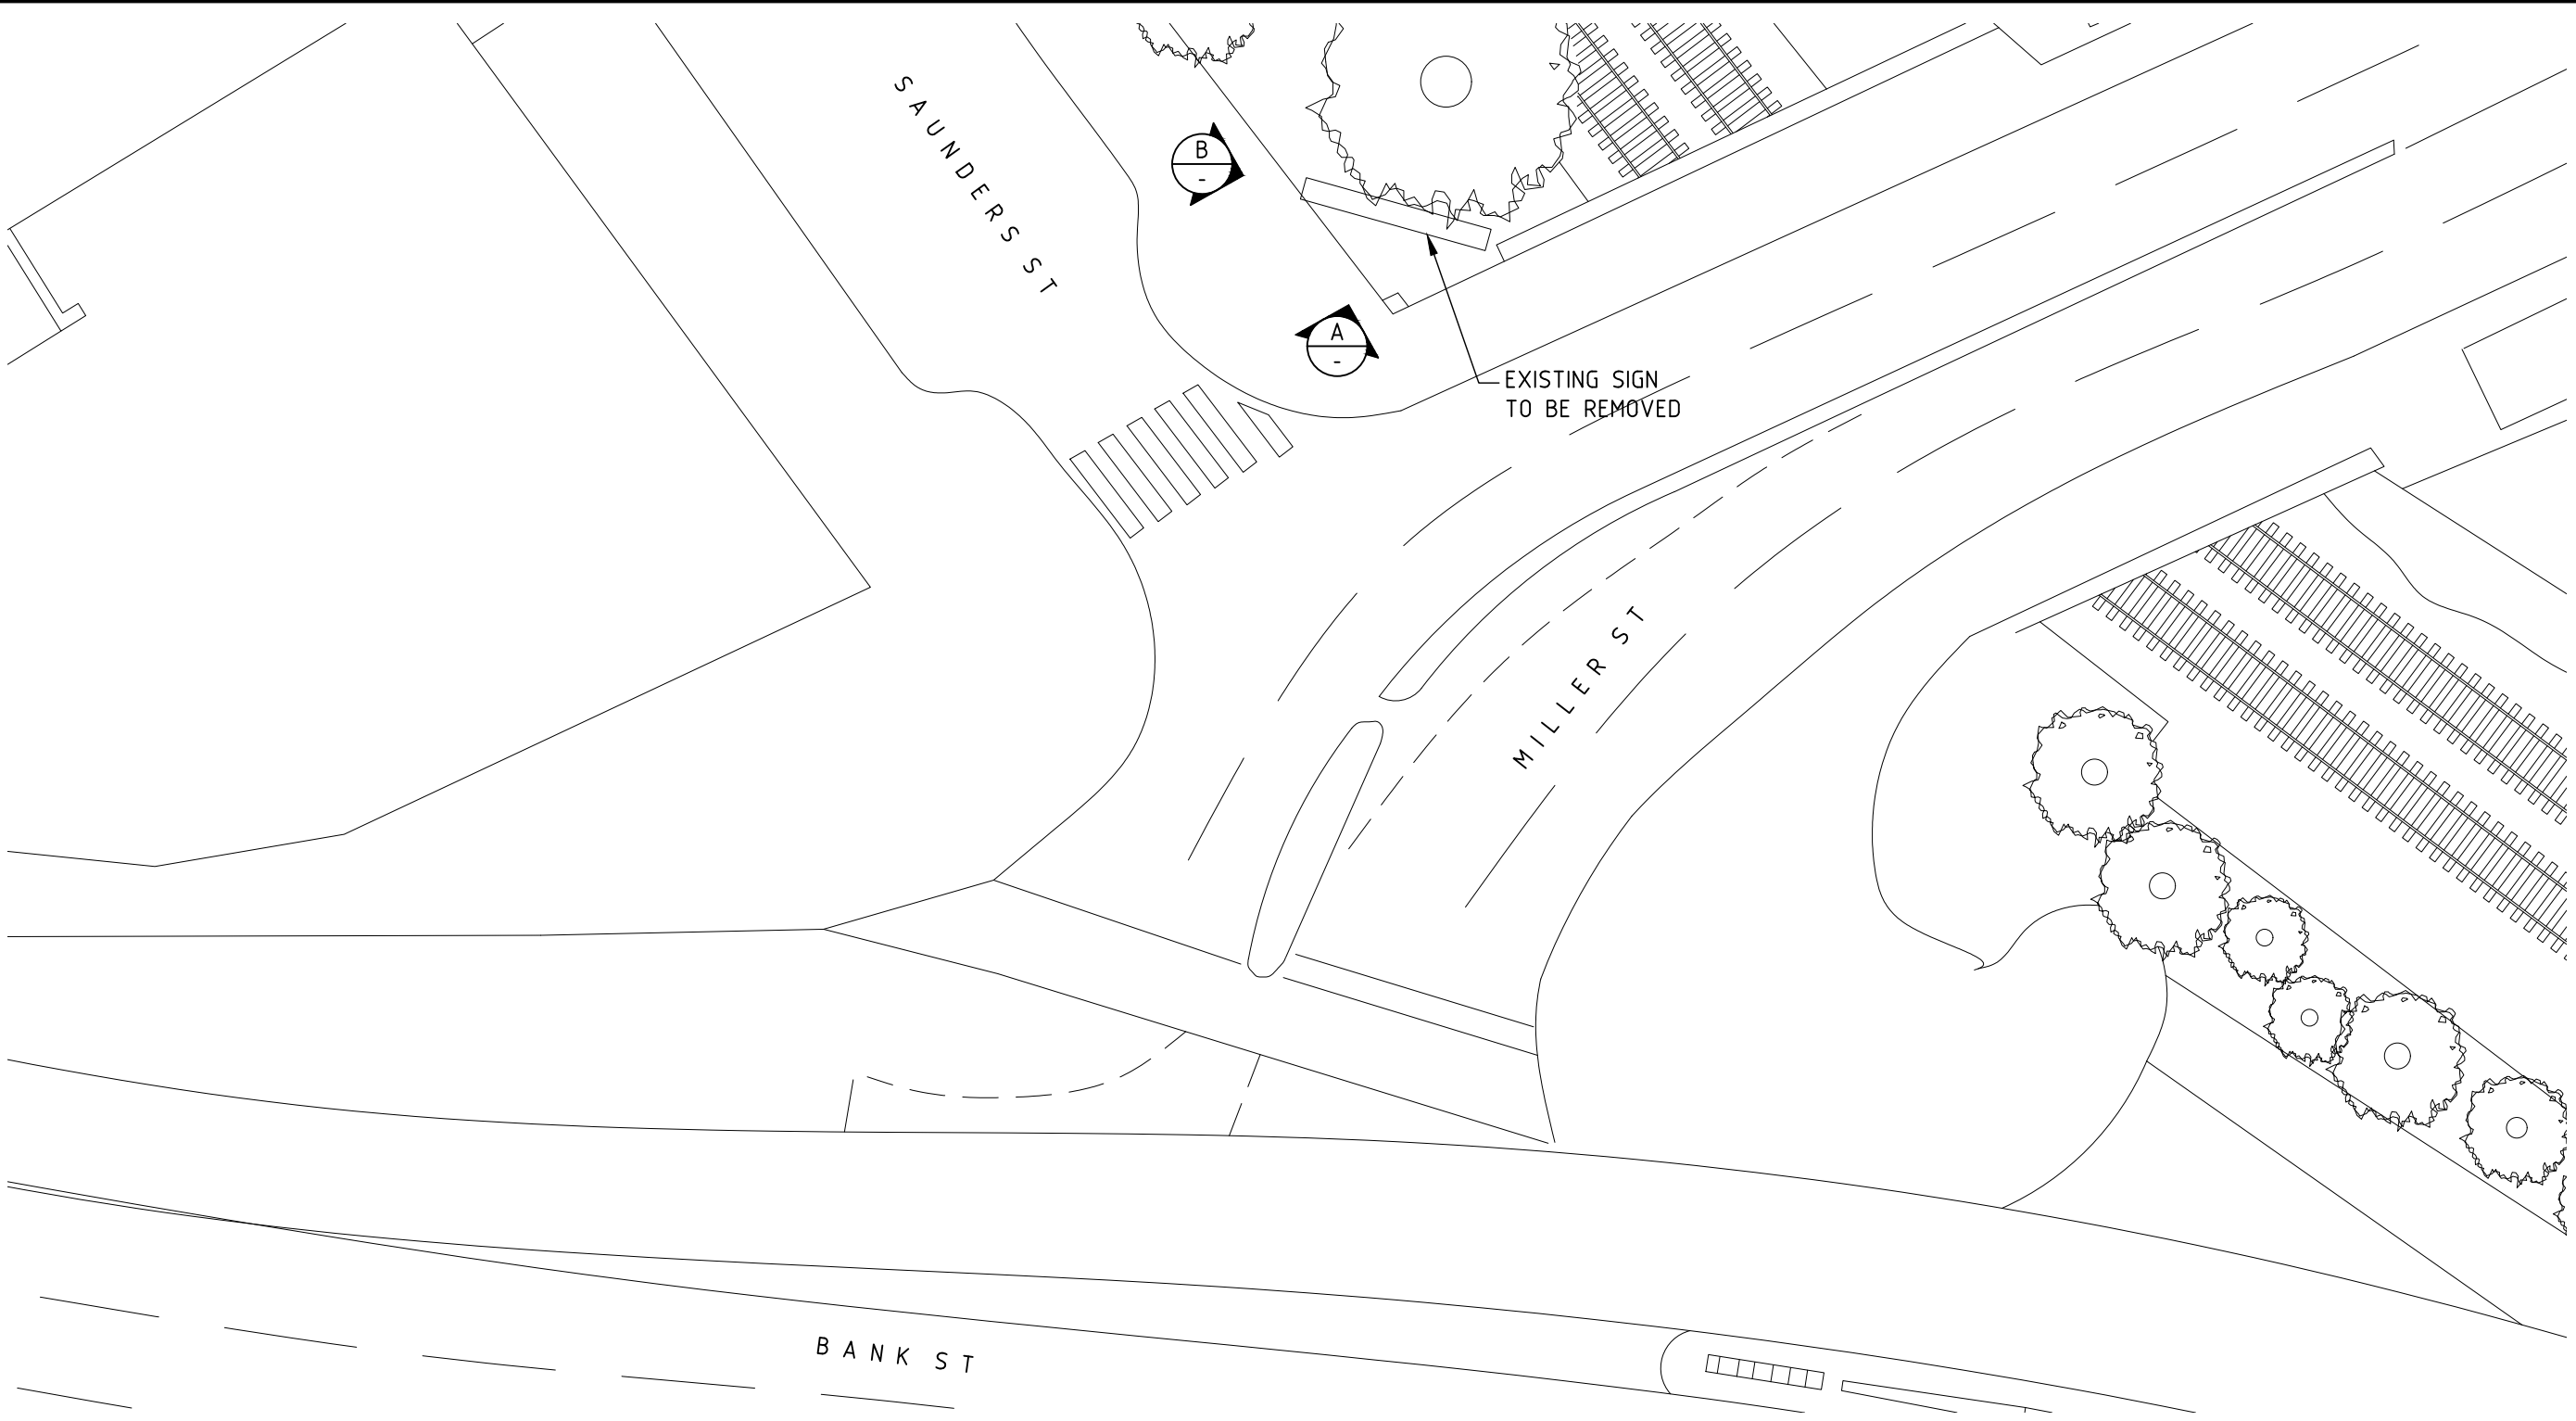 SAUNDERS ST
B
-
A
-
EXISTING SIGN
TO BE REMOVED
MILLER ST
BANK ST